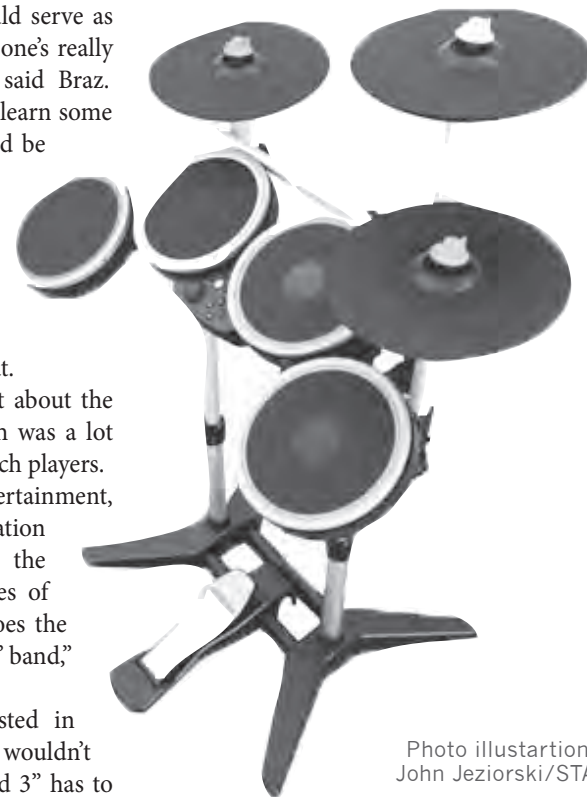 ld serve as
one's really
said Braz.
learn some
d be
t.
t about the
n was a lot
ch players.
ertainment,
ation
the
es of
oes the
" band,"
sted in
wouldn't
d 3" has to
Photo illustartion
John Jeziorski/STA